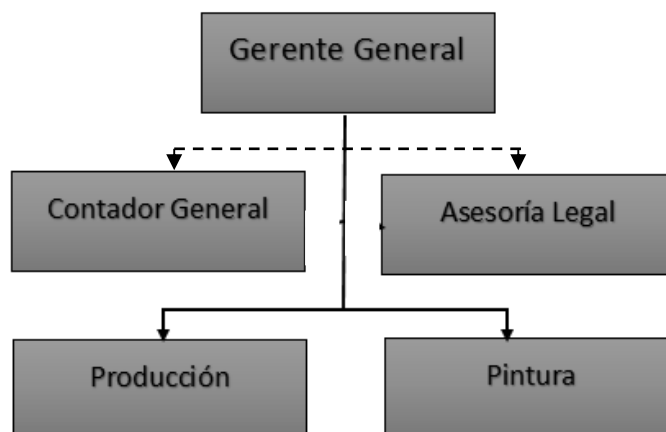 Gerente General
Contador General
Asesoría Legal
Producción
Pintura